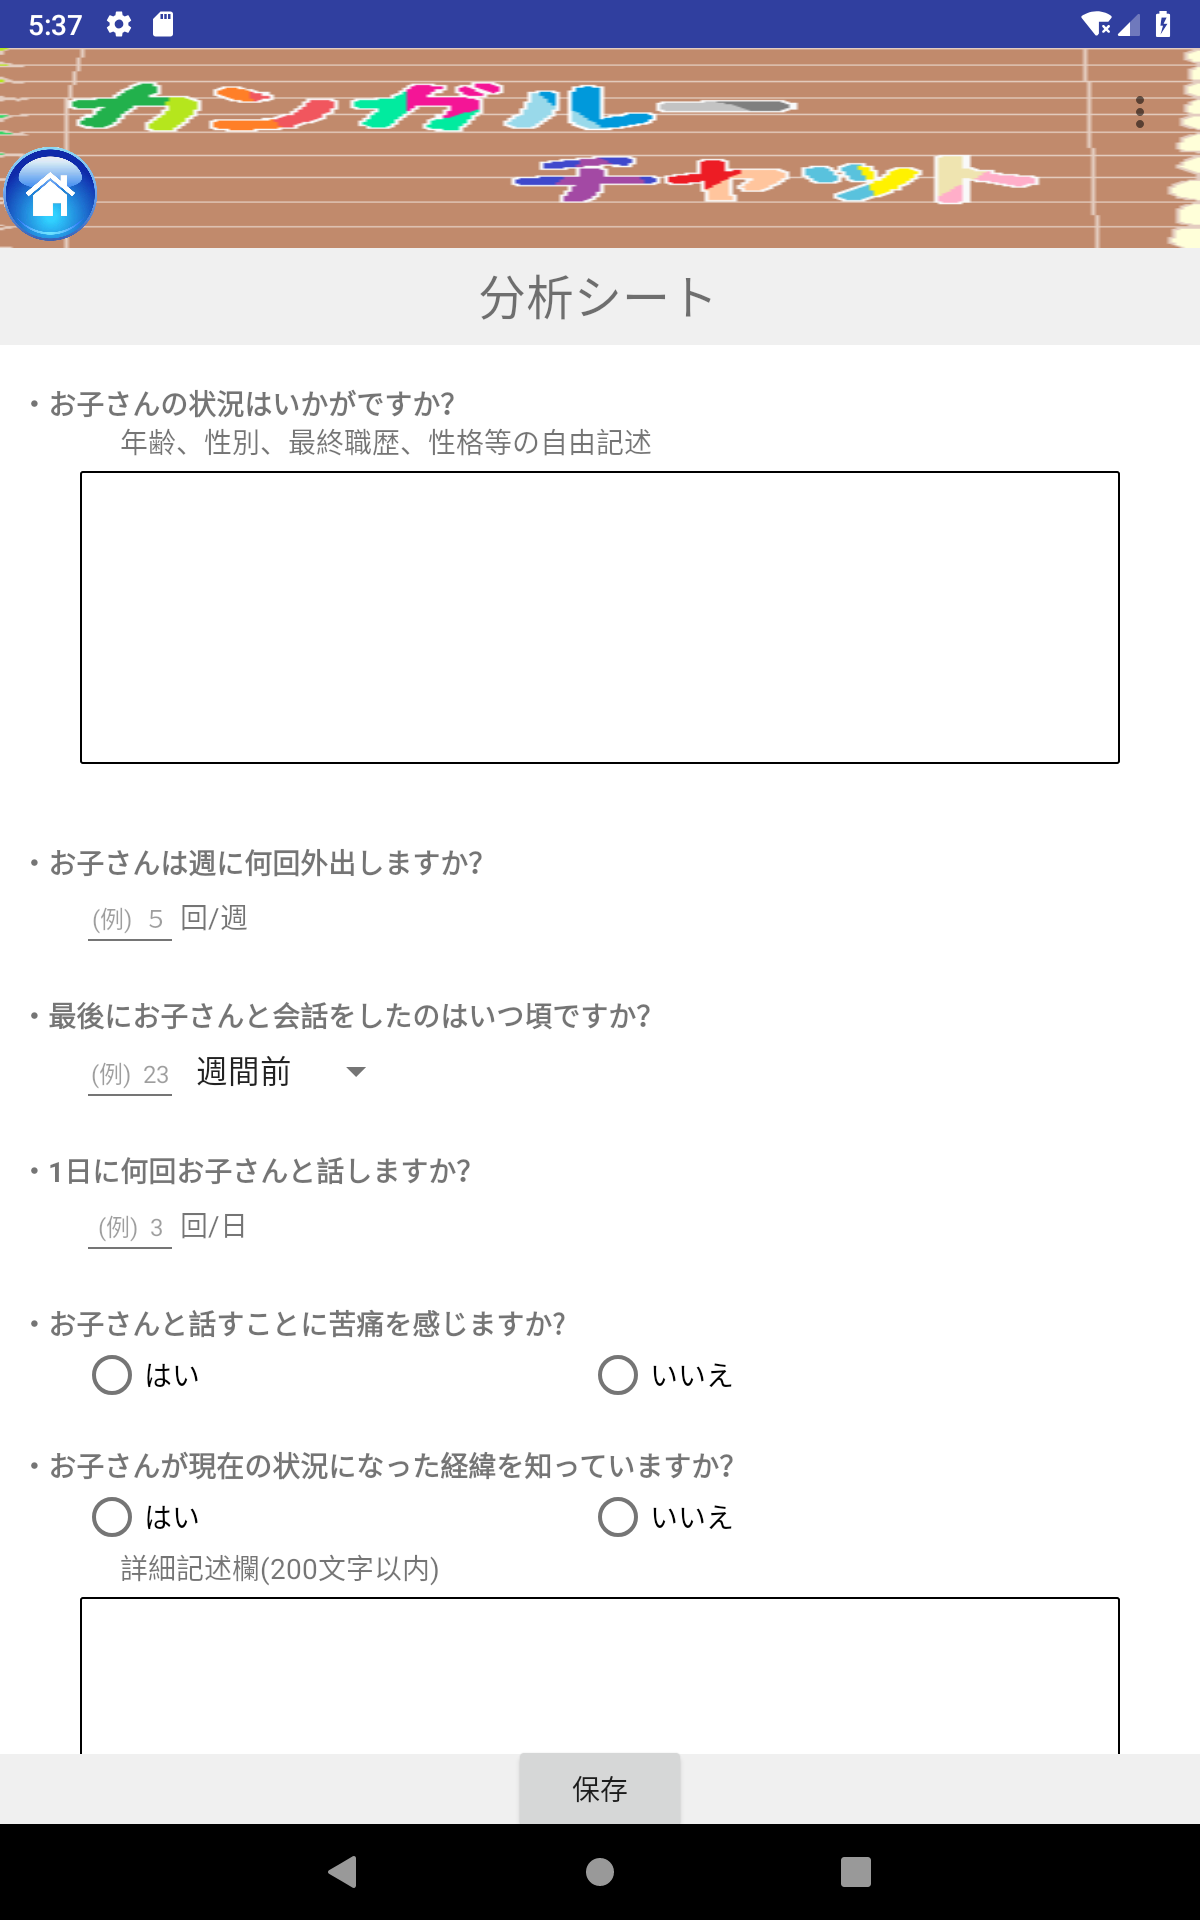 5:37
カンガルー
チャット
分析シート
・お子さんの状況はいかがですか?
年齢、性別、最終職歴、性格等の自由記述
・お子さんは週に何回外出しますか?
(例) 5 回/週
・最後にお子さんと会話をしたのはいつ頃ですか?
(例) 23 週間前
・1日に何回お子さんと話しますか?
(例) 3 回/日
・お子さんと話すことに苦痛を感じますか?
はい いいえ
・お子さんが現在の状況になった経緯を知っていますか?
はい いいえ
詳細記述欄(200文字以内)
保存